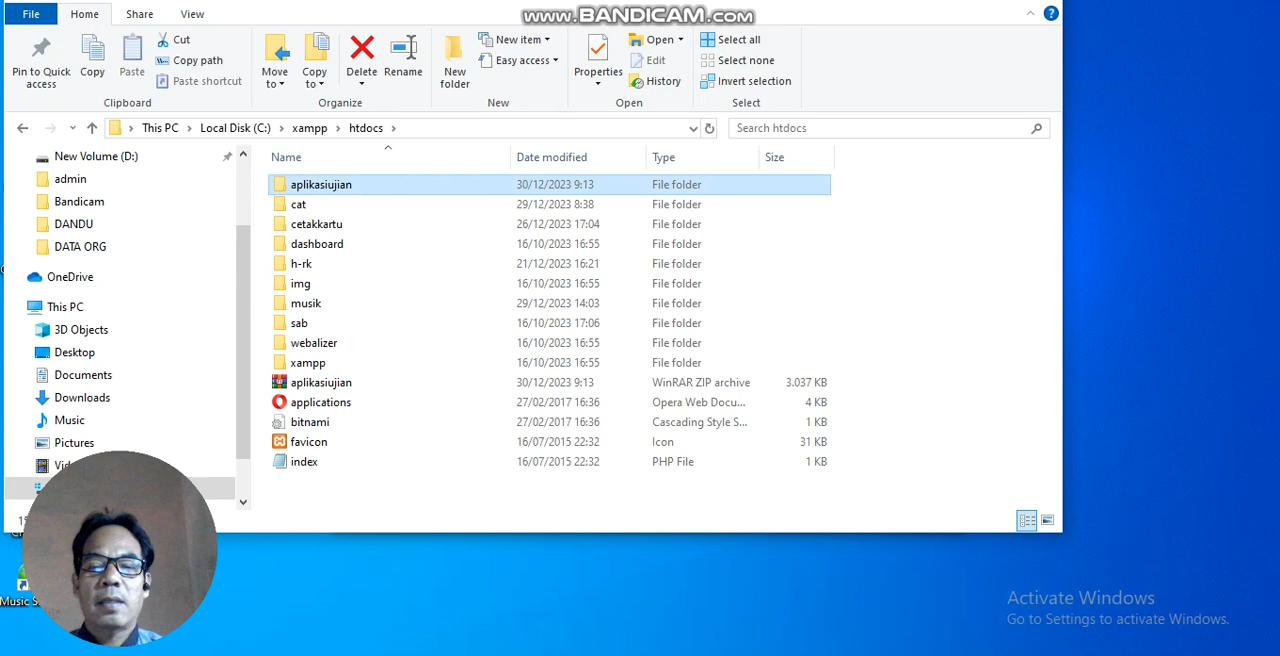 www.BANDICAM.com
File Home Share View
Pin to Quick access
Copy
Paste
Cut
Copy path
Paste shortcut
Clipboard
Move to
Copy to
Delete
Rename
Organize
New folder
New item
Easy access
New
Properties
Open
Edit
History
Open
Select all
Select none
Invert selection
Select
This PC > Local Disk (C:) > xampp > htdocs >
Search htdocs
New Volume (D:)
admin
Bandicam
DANDU
DATA ORG
OneDrive
This PC
3D Objects
Desktop
Documents
Downloads
Music
Pictures
Name Date modified Type Size
aplikasiujian 30/12/2023 9:13 File folder
cat 29/12/2023 8:38 File folder
cetakkartu 26/12/2023 17:04 File folder
dashboard 16/10/2023 16:55 File folder
h-rk 21/12/2023 16:21 File folder
img 16/10/2023 16:55 File folder
musik 29/12/2023 14:03 File folder
sab 16/10/2023 17:06 File folder
webalizer 16/10/2023 16:55 File folder
xampp 16/10/2023 16:55 File folder
aplikasiujian 30/12/2023 9:13 WinRAR ZIP archive 3.037 KB
applications 27/02/2017 16:36 Opera Web Docu... 4 KB
bitnami 27/02/2017 16:36 Cascading Style S... 1 KB
favicon 16/07/2015 22:32 Icon 31 KB
index 16/07/2015 22:32 PHP File 1 KB
Music
Activate Windows
Go to Settings to activate Windows.